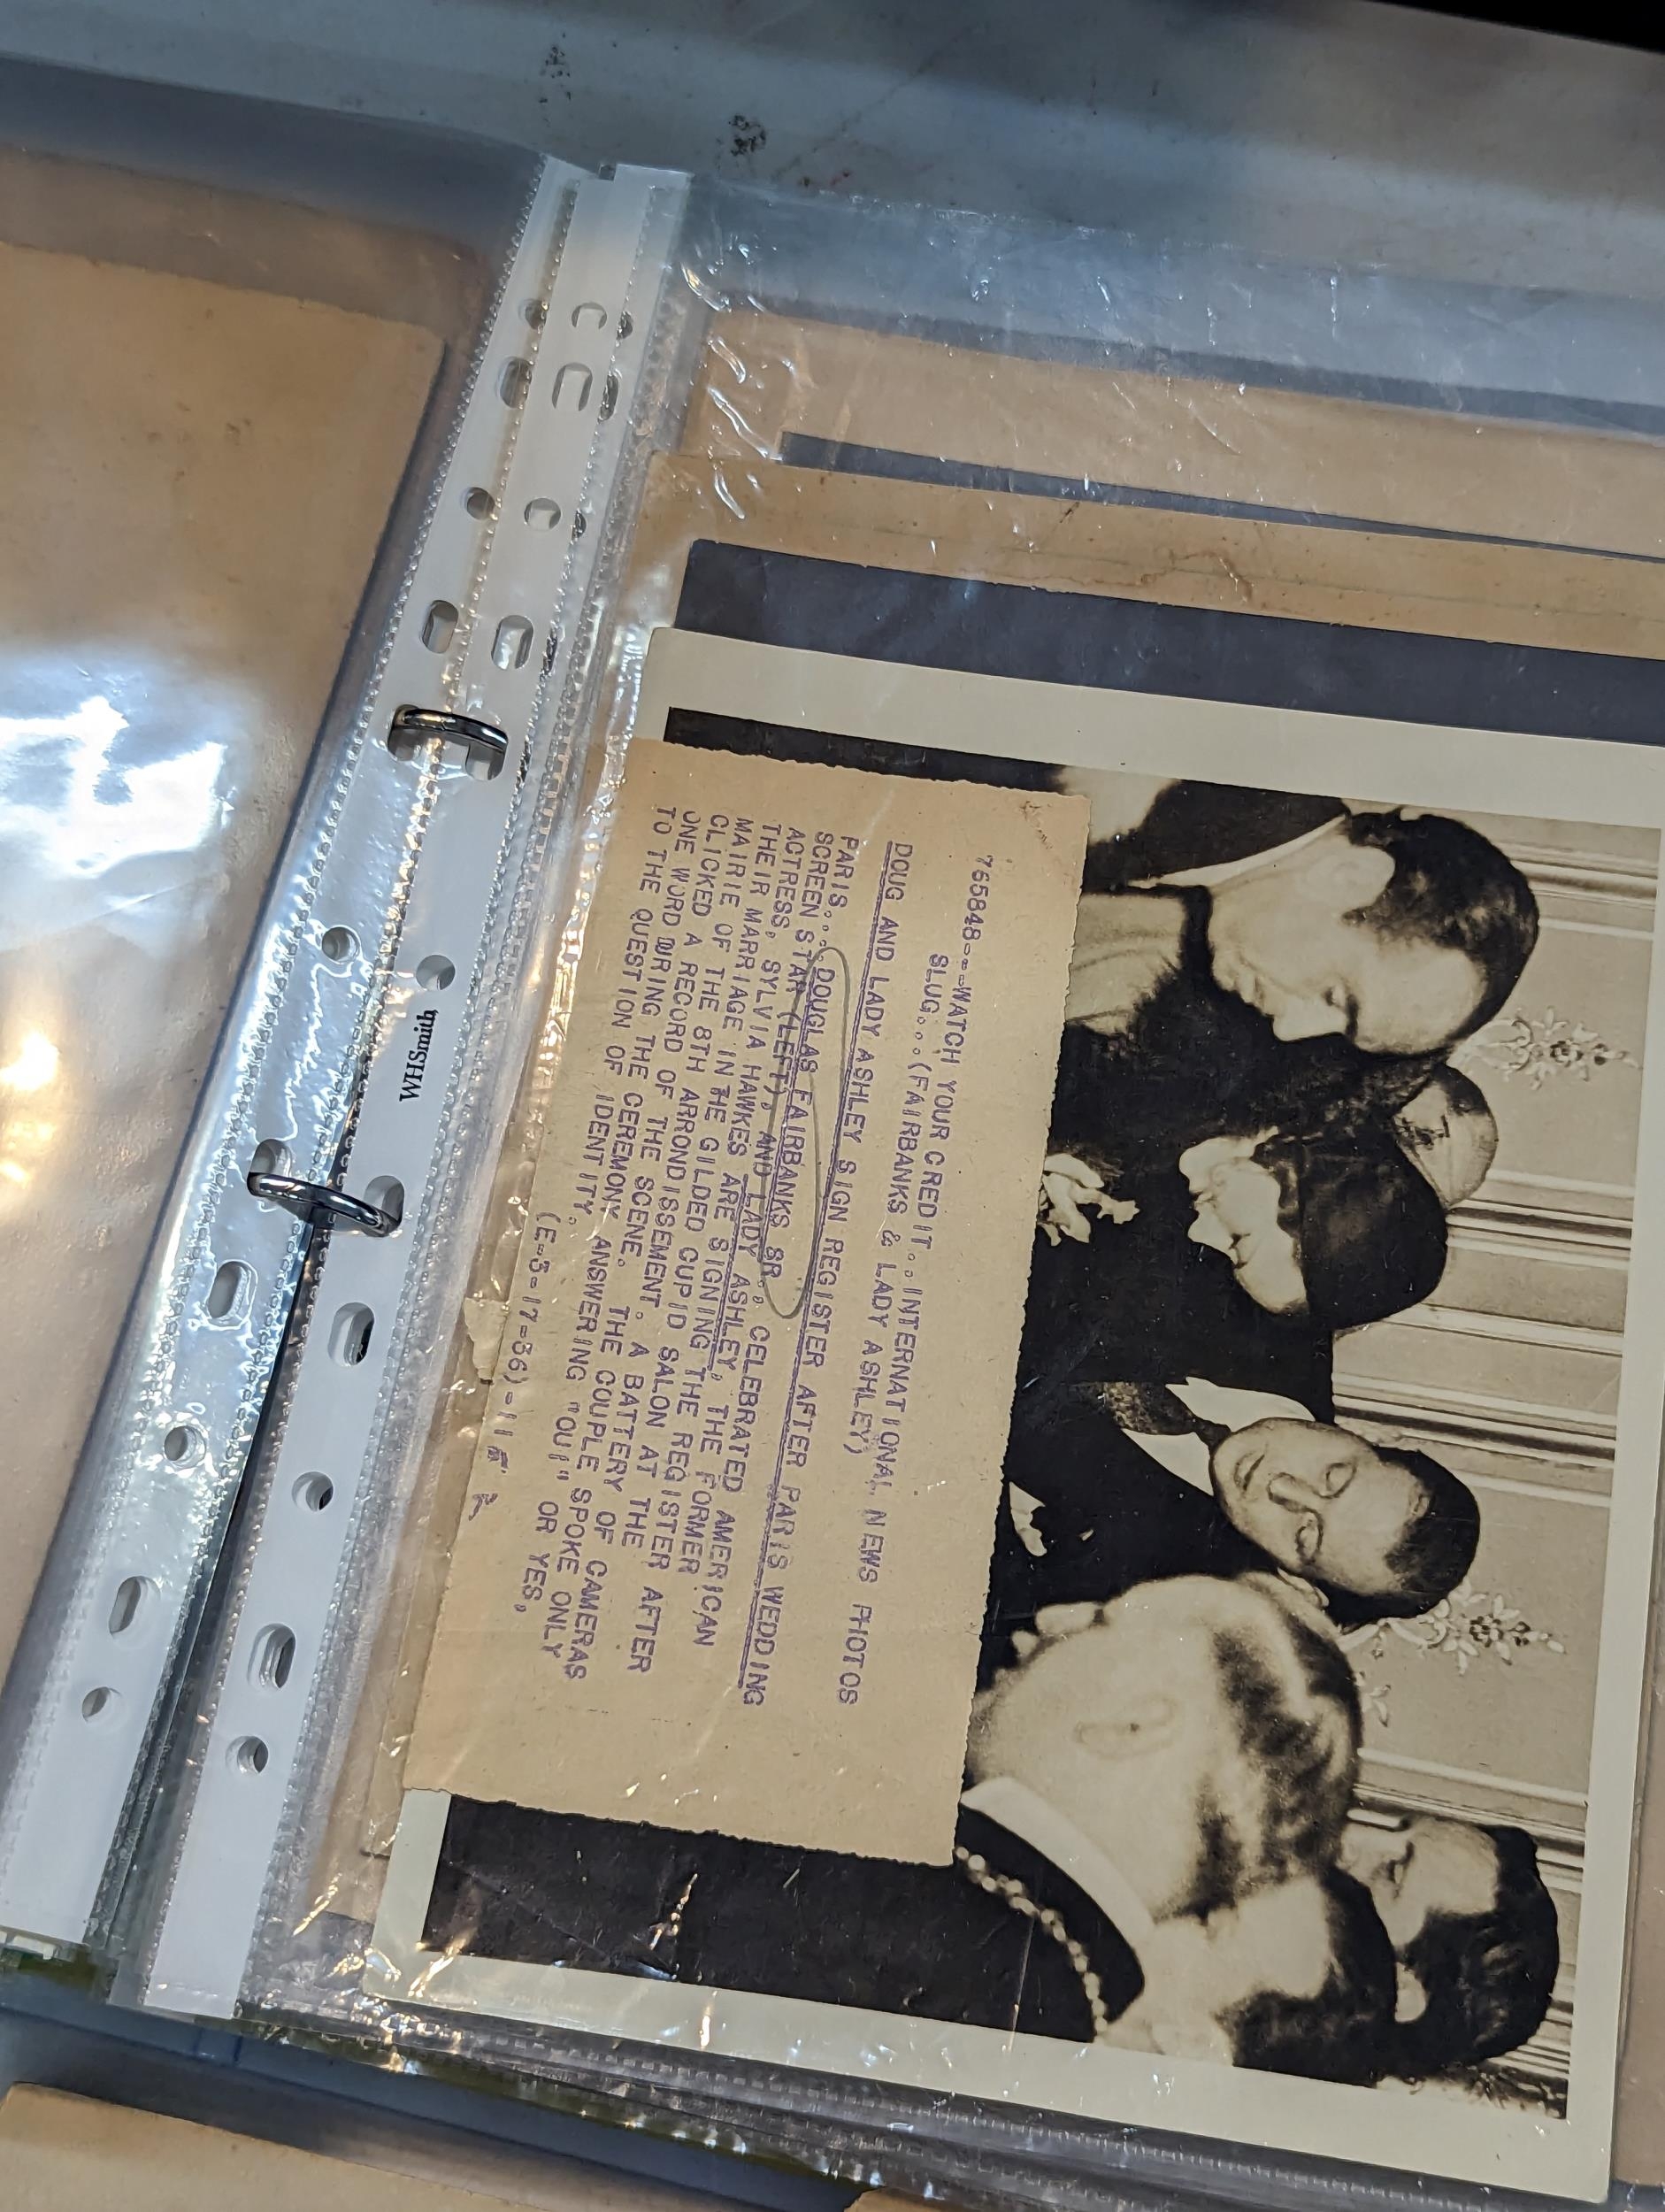 765848---WATCH YOUR CREDIT..INTERNATIONAL NEWS PHOTOS
SLUG...(FAIRBANKS & LADY ASHLEY)
DOUG AND LADY ASHLEY SIGN REGISTER AFTER PARIS WEDDING
PARIS...DOUGLAS FAIRBANKS SR., CELEBRATED AMERICAN
SCREEN STAR (LEFT), AND LADY ASHLEY, THE FORMER
ACTRESS, SYLVIA HAWKES ARE SIGNING THE REGISTER AFTER
THEIR MARRIAGE IN THE GILDED CUPID SALON AT THE
MAIRIE OF THE 8TH ARRONDISSEMENT. A BATTERY OF CAMERAS
CLICKED A RECORD OF THE SCENE. THE COUPLE SPOKE ONLY
ONE WORD DURING THE CEREMONY ANSWERING "OUI" OR YES,
TO THE QUESTION OF IDENTITY.
(E-3-17-36)
WHSmith